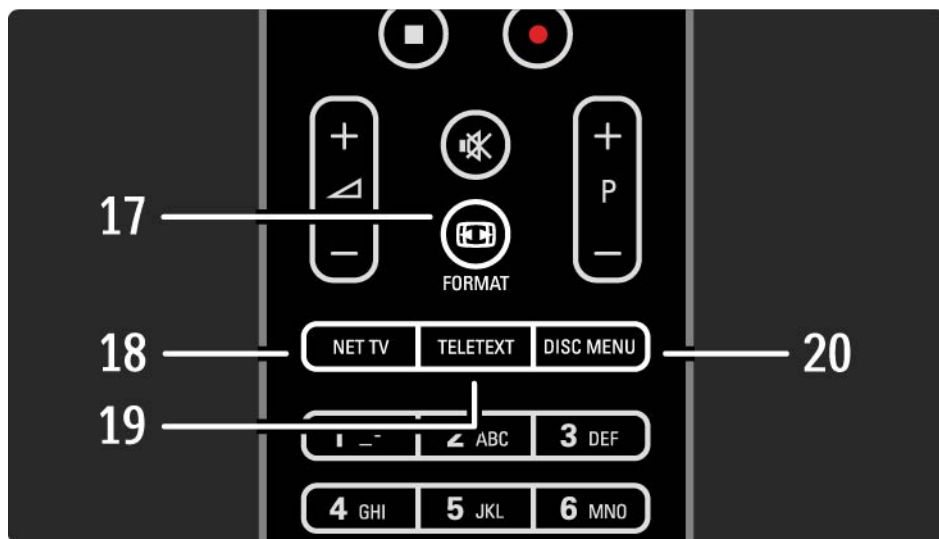 +
+
P
17
−
−
FORMAT
18
NET TV
TELETEXT
DISC MENU
20
19
1 _-
2 ABC
3 DEF
4 GHI
5 JKL
6 MNO